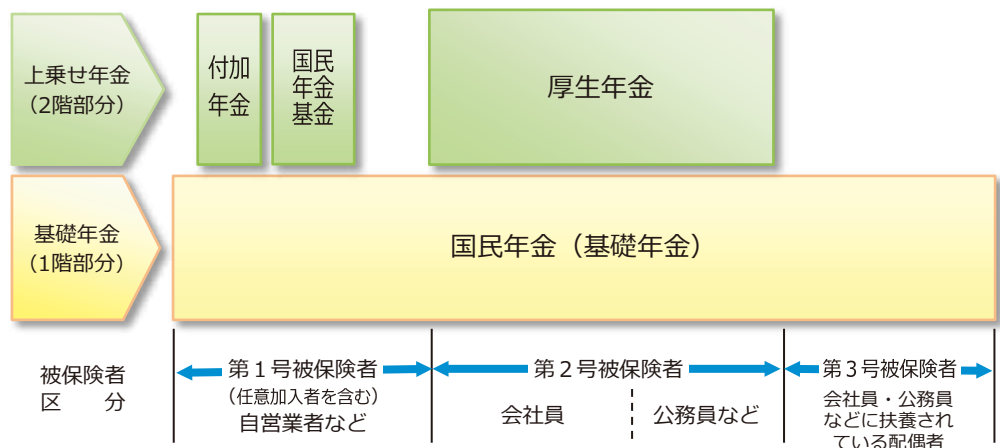 上乗せ年金
（2階部分）
付加
年金
国民
年金
基金
厚生年金
基礎年金
（1階部分）
国民年金（基礎年金）
被保険者
区　分
第1号被保険者
（任意加入者を含む）
自営業者など
第2号被保険者
会社員
公務員など
第3号被保険者
会社員・公務員
などに扶養され
ている配偶者